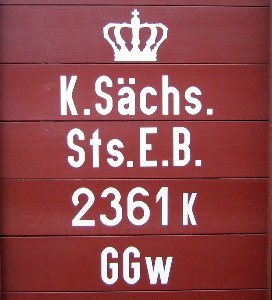 K.Sächs.
Sts.E.B.
2361 K
GGw